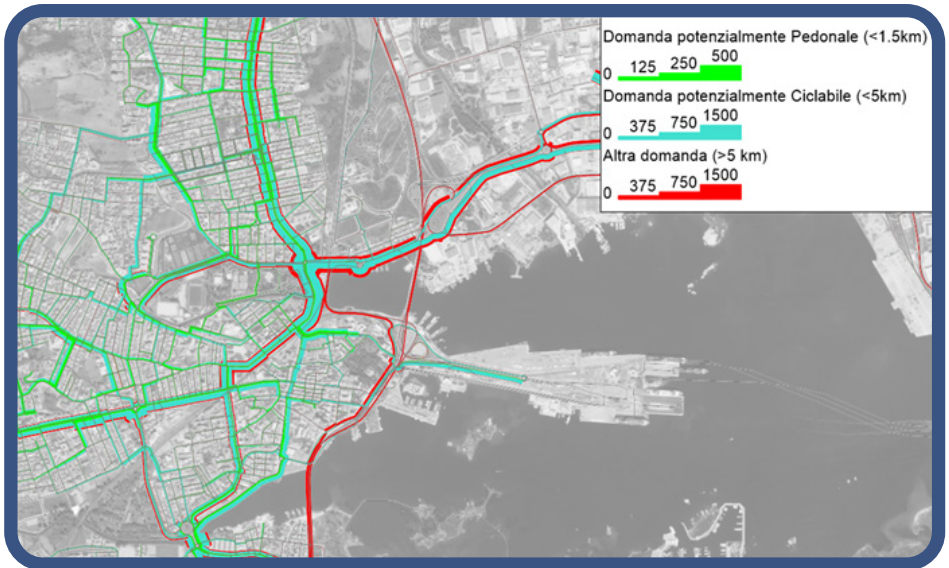 Domanda potenzialmente Pedonale (<1.5km)
0 125 250 500
Domanda potenzialmente Ciclabile (<5km)
0 375 750 1500
Altra domanda (>5 km)
0 375 750 1500